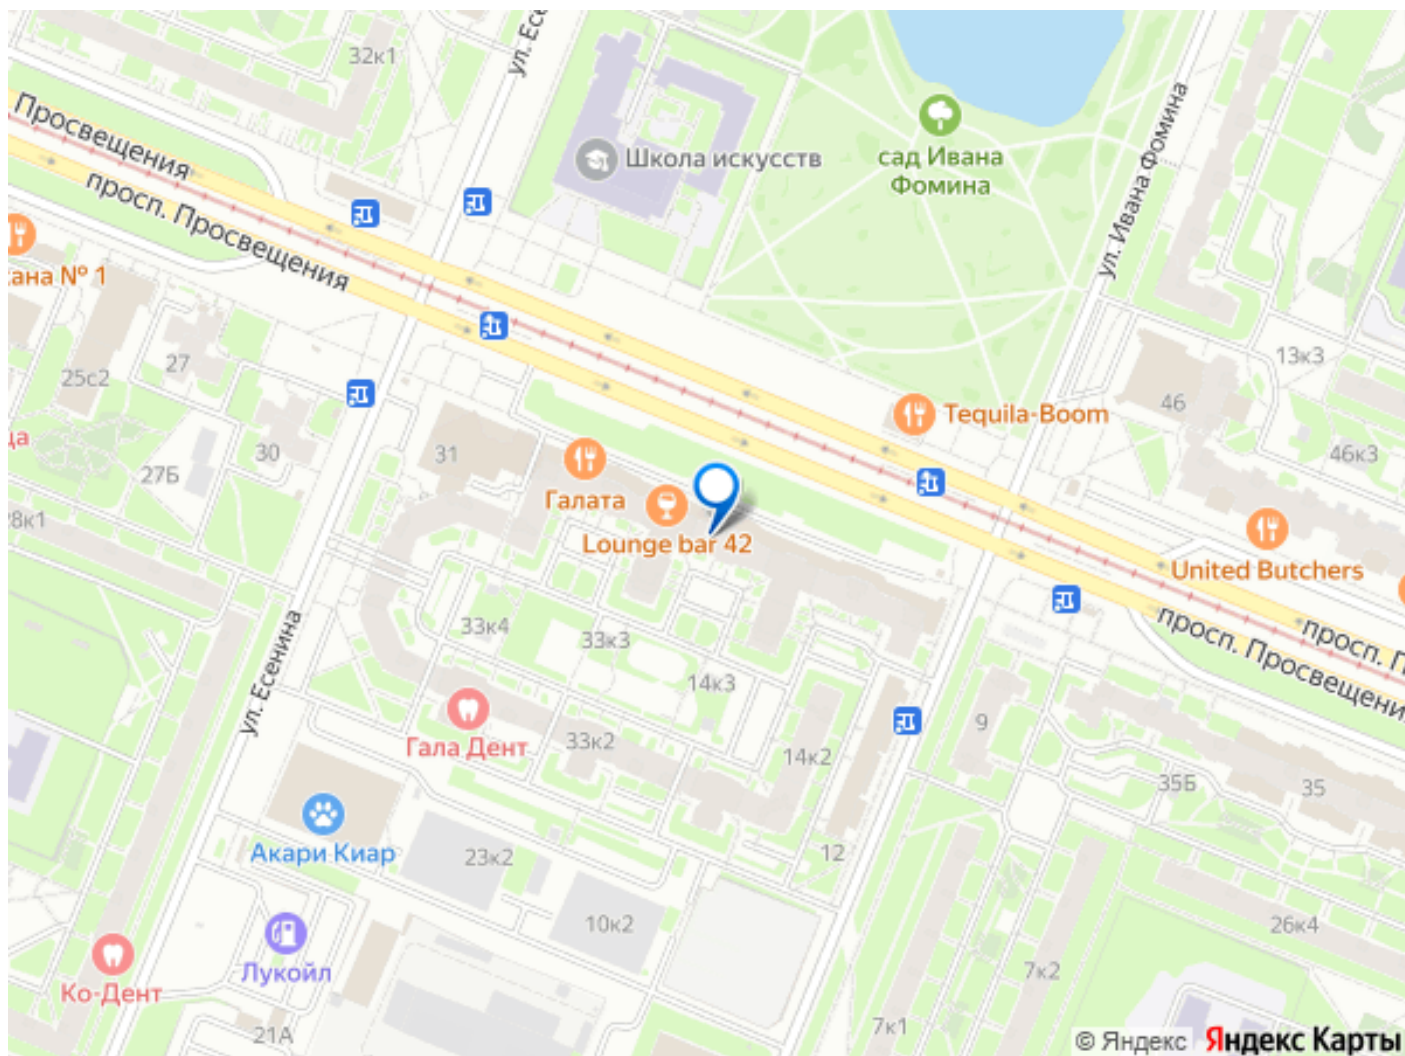 32к1
ул. Есе
Просвещения
просп. Просвещения
Школа искусств
сад Ивана
Фомина
ул. Ивана Фомина
кана № 1
25с2
27
13к3
46
Tequila-Boom
46к3
30
31
27Б
28к1
Галата
Lounge bar 42
United Butchers
33к4
33к3
14к3
просп. Просвещени
просп. П
ул. Есенина
Гала Дент
33к2
14к2
9
35Б
35
Акари Киар
23к2
12
10к2
26к4
Лукойл
Ко-Дент
7к2
21А
7к1
© Яндекс Яндекс Карты